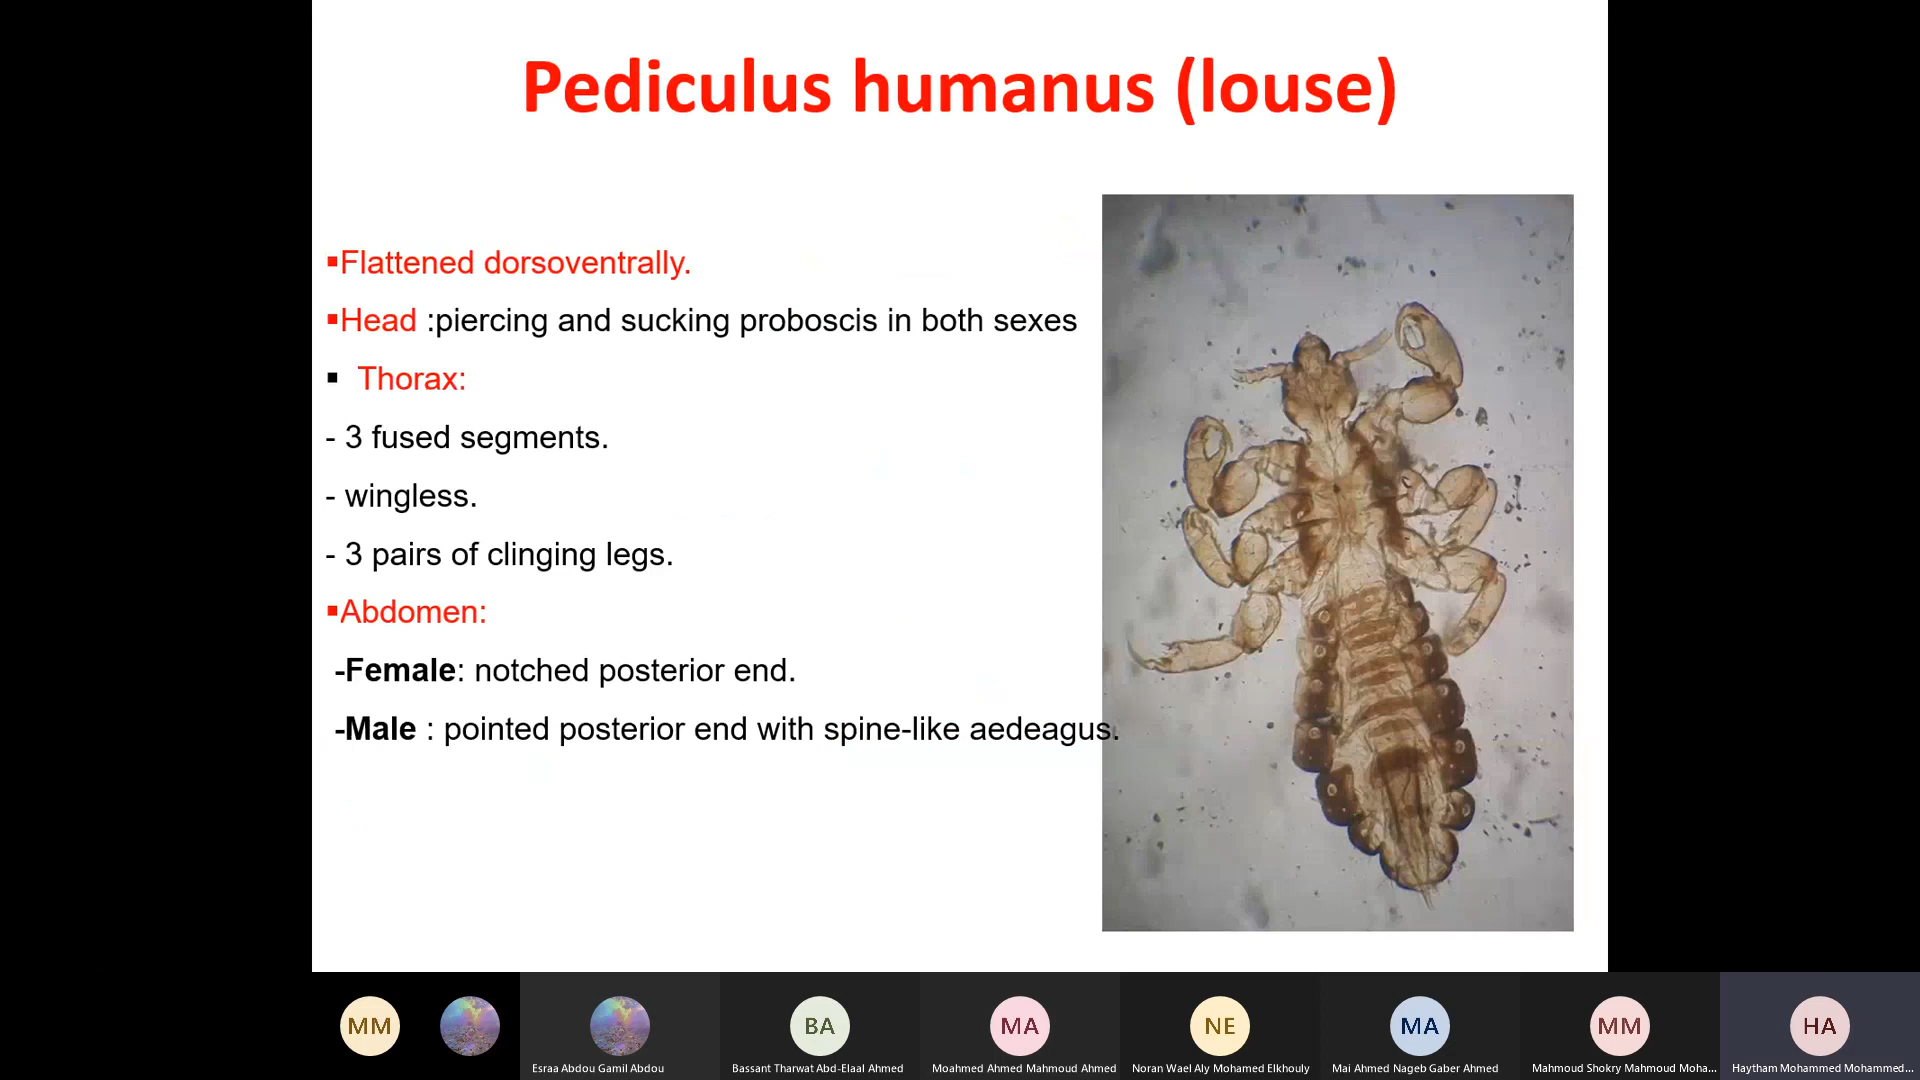 Pediculus humanus (louse)
▪Flattened dorsoventrally.
▪Head :piercing and sucking proboscis in both sexes
▪ Thorax:
- 3 fused segments.
- wingless.
- 3 pairs of clinging legs.
▪Abdomen:
-Female: notched posterior end.
-Male : pointed posterior end with spine-like aedeagus.
MM
BA
MA
NE
MA
MM
HA
Esraa Abdou Gamil Abdou
Bassant Tharwat Abd-Elaal Ahmed
Moahmed Ahmed Mahmoud Ahmed
Noran Wael Aly Mohamed Elkhouly
Mai Ahmed Nageb Gaber Ahmed
Mahmoud Shokry Mahmoud Moha...
Haytham Mohammed Mohammed...